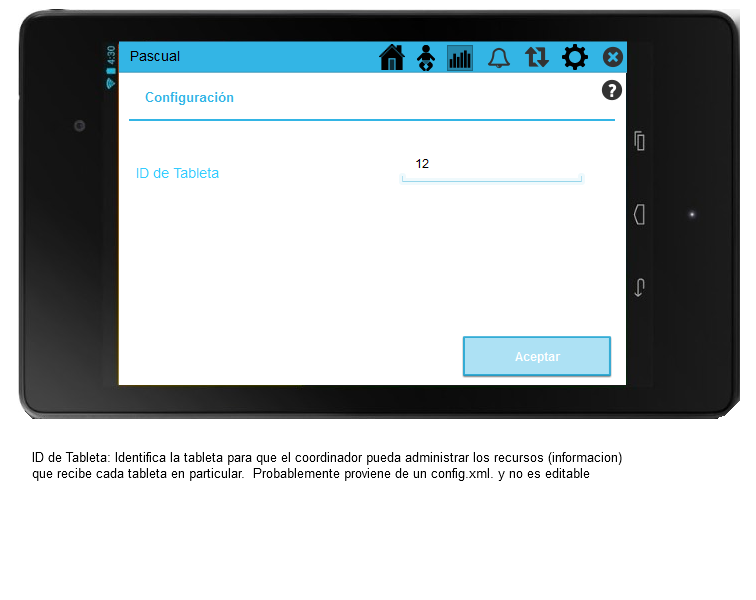 4:30
Pascual
Configuración
ID de Tableta
12
Aceptar
ID de Tableta: Identifica la tableta para que el coordinador pueda administrar los recursos (informacion)
que recibe cada tableta en particular.  Probablemente proviene de un config.xml. y no es editable